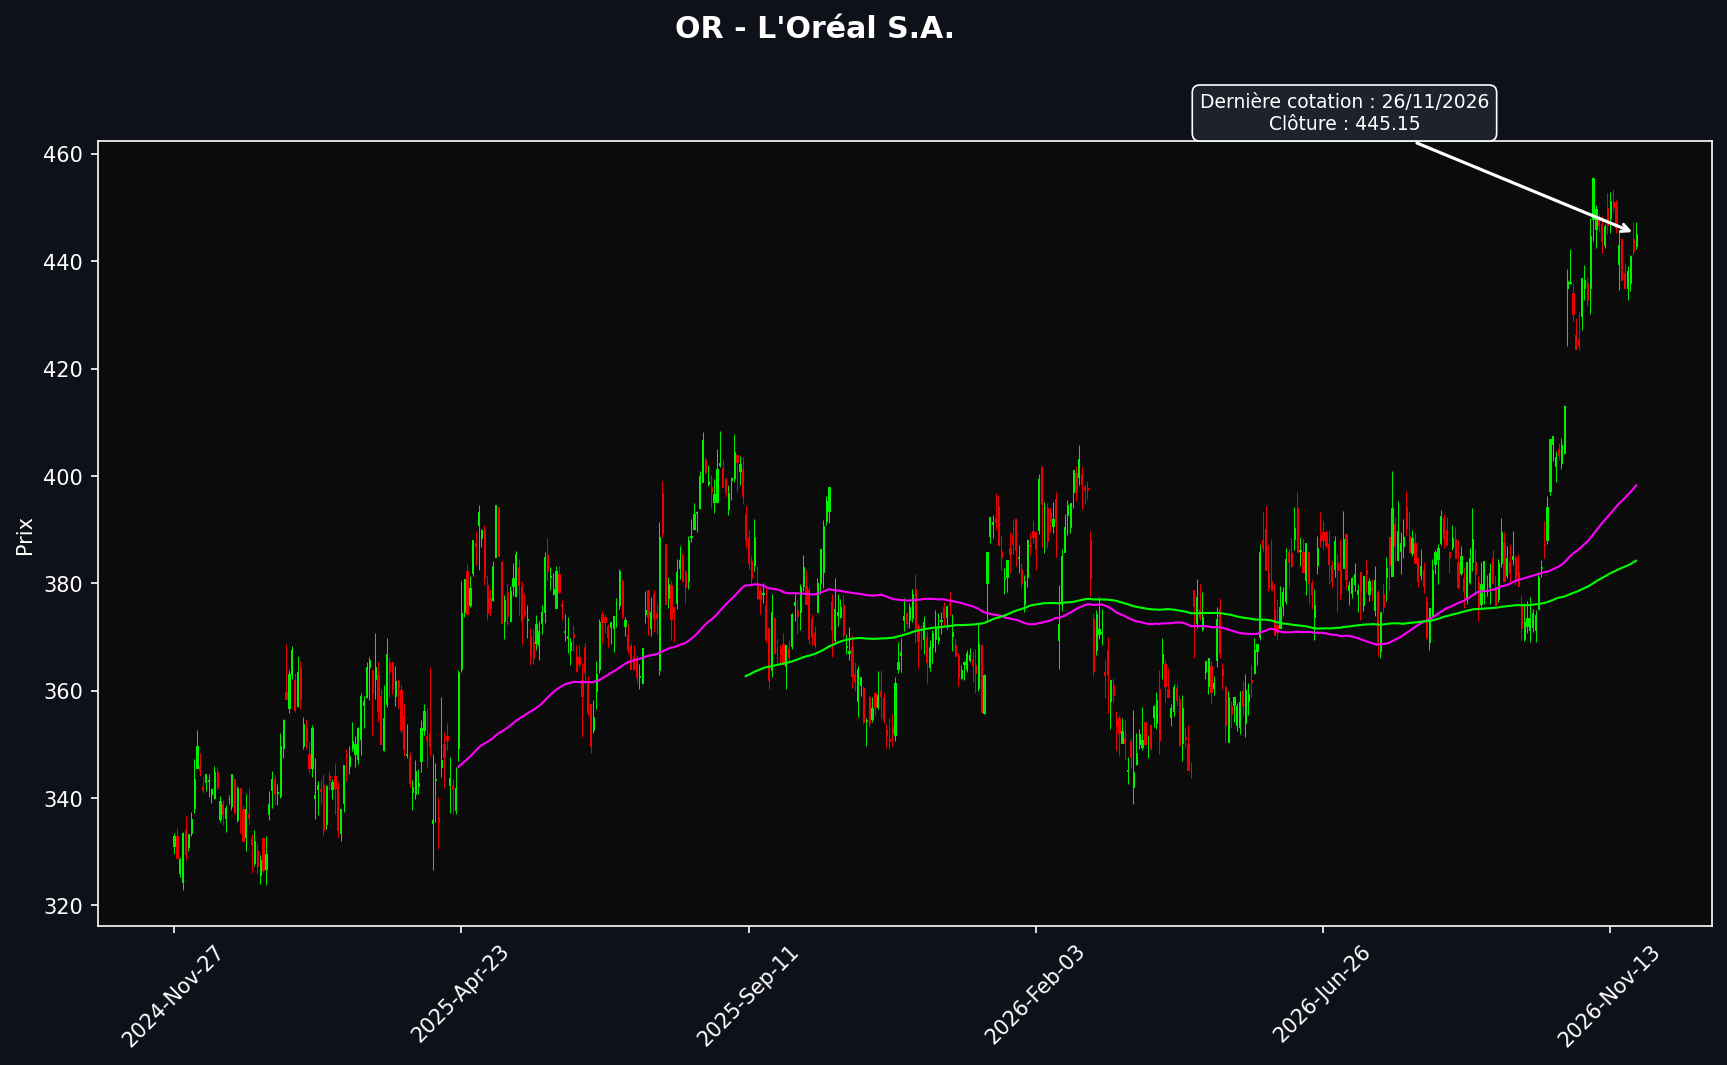 OR - L'Oréal S.A.
Dernière cotation : 26/11/2026
Clôture : 445.15
Prix
460
440
420
400
380
360
340
320
2024-Nov-27
2025-Apr-23
2025-Sep-11
2026-Feb-03
2026-Jun-26
2026-Nov-13